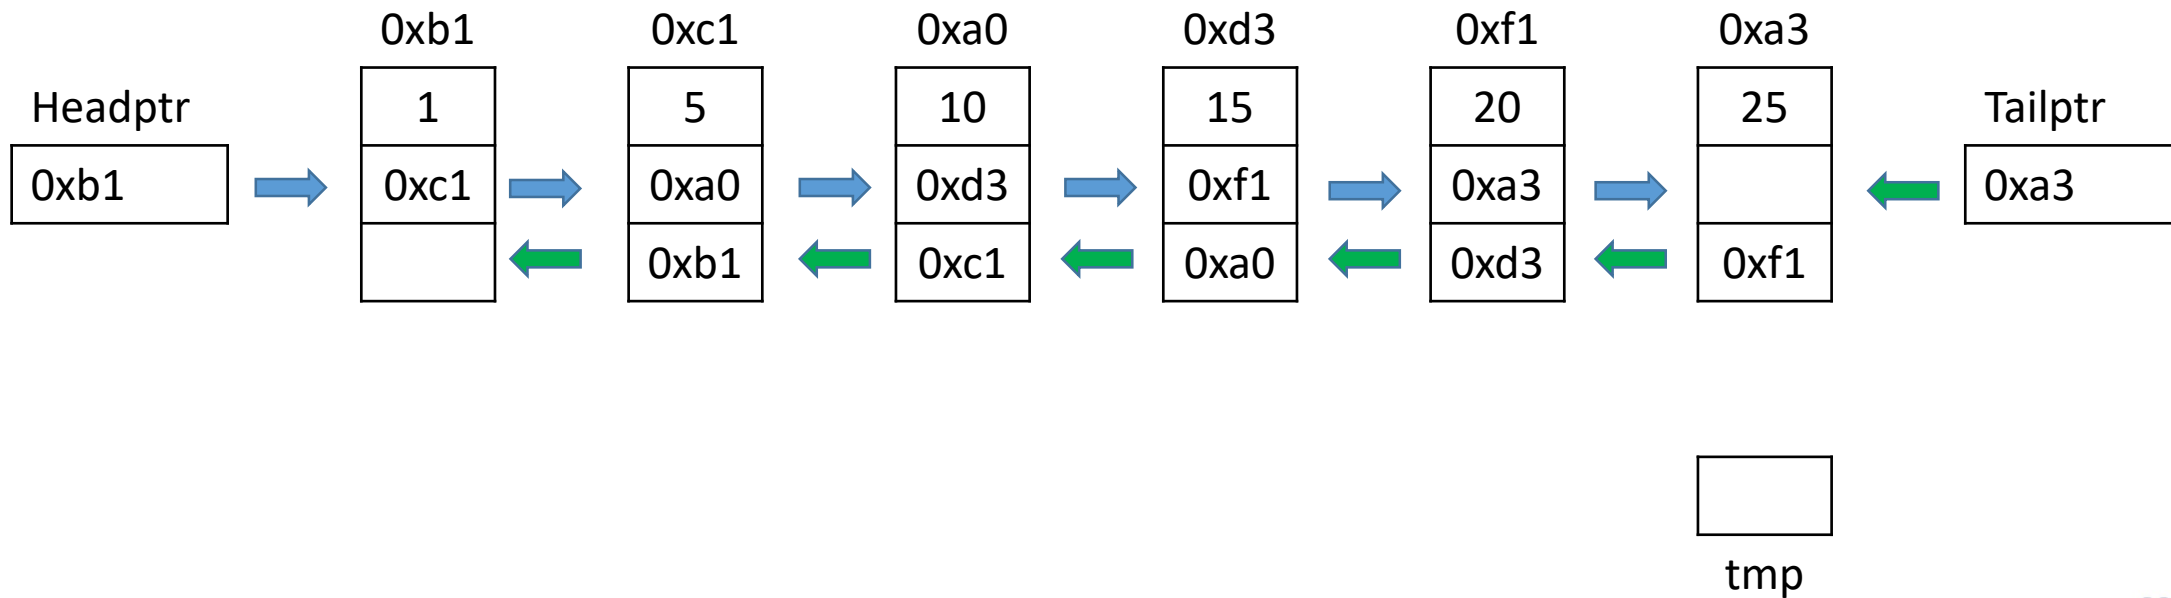 0xb1 0xc1 0xa0 0xd3 0xf1 0xa3
Headptr 1 5 10 15 20 25 Tailptr
0xb1 0xc1 0xa0 0xd3 0xf1 0xa3 0xa3
0xb1 0xc1 0xa0 0xd3 0xf1
tmp